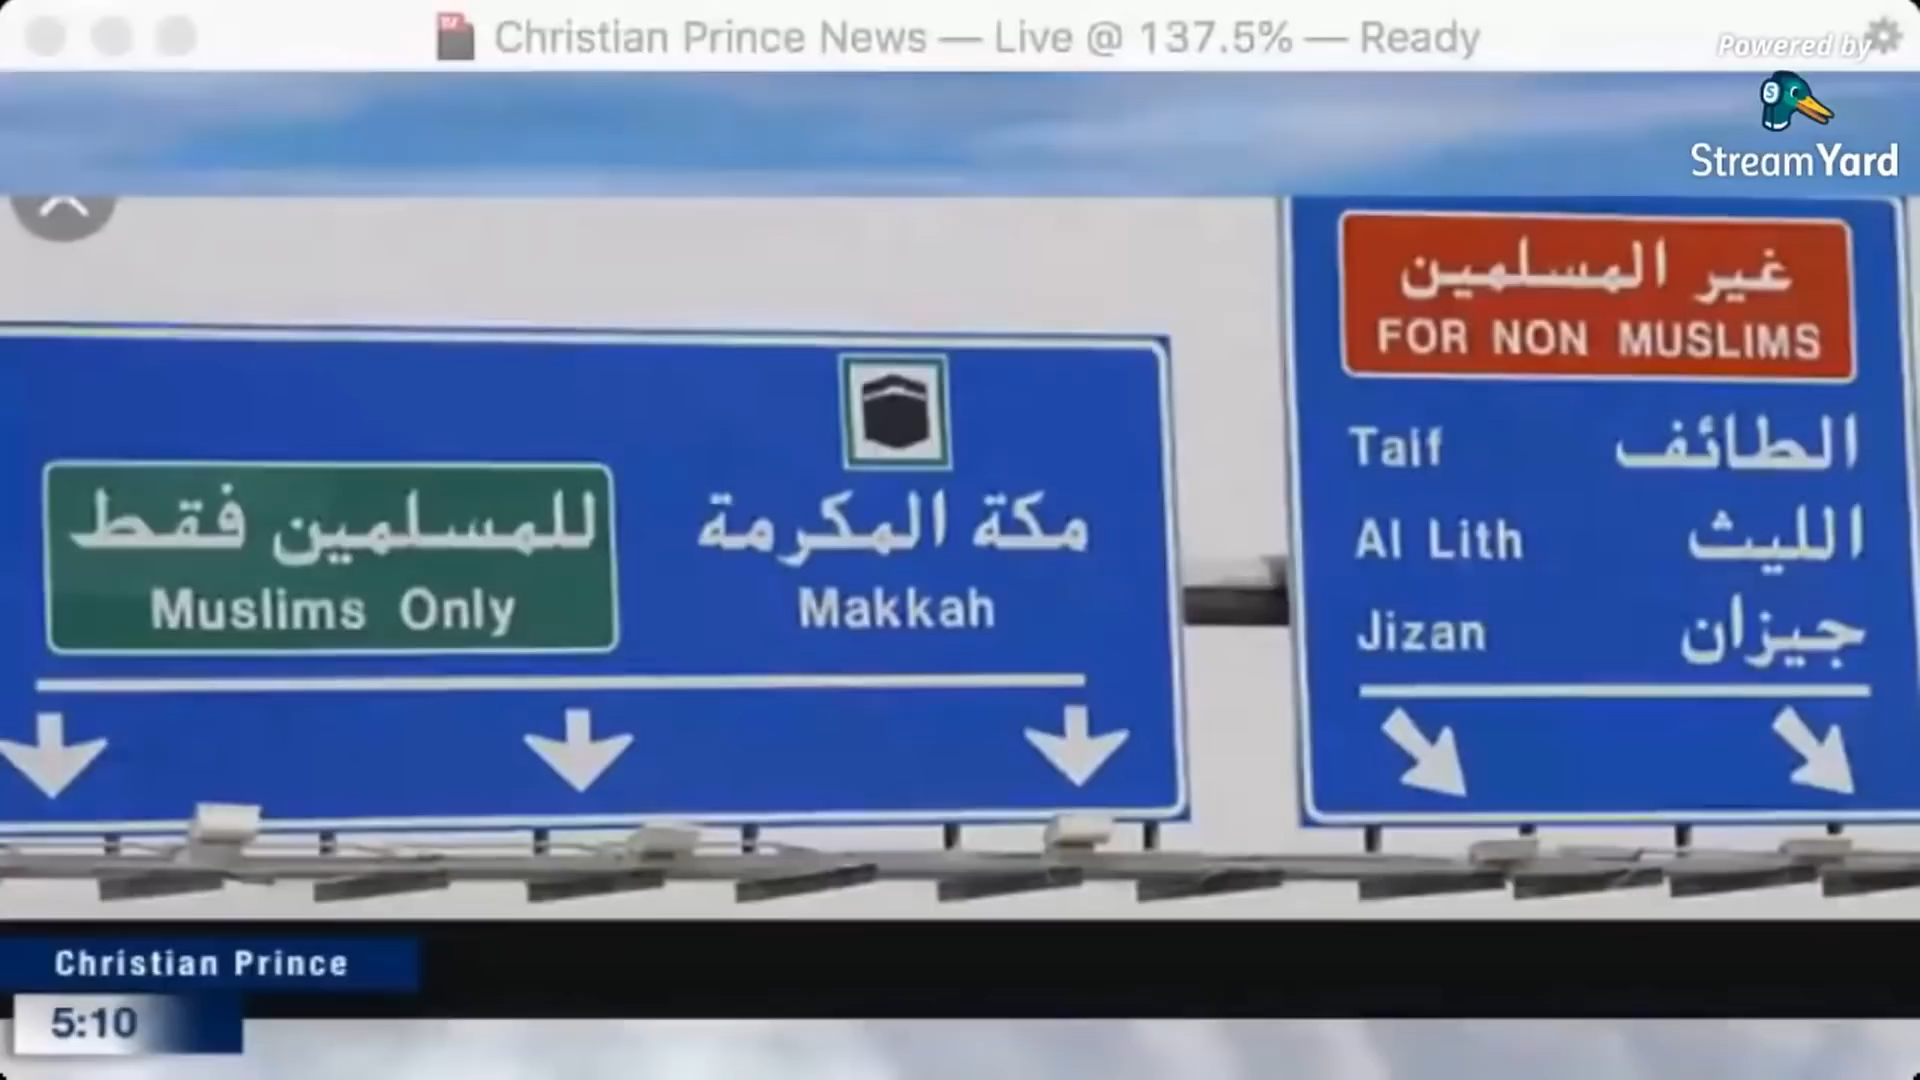 Christian Prince News — Live @ 137.5% — Ready
Powered by
StreamYard
غير المسلمين
FOR NON MUSLIMS
للمسلمين فقط
Muslims Only
مكة المكرمة
Makkah
Taif الطائف
Al Lith الليث
Jizan جيزان
Christian Prince
5:10